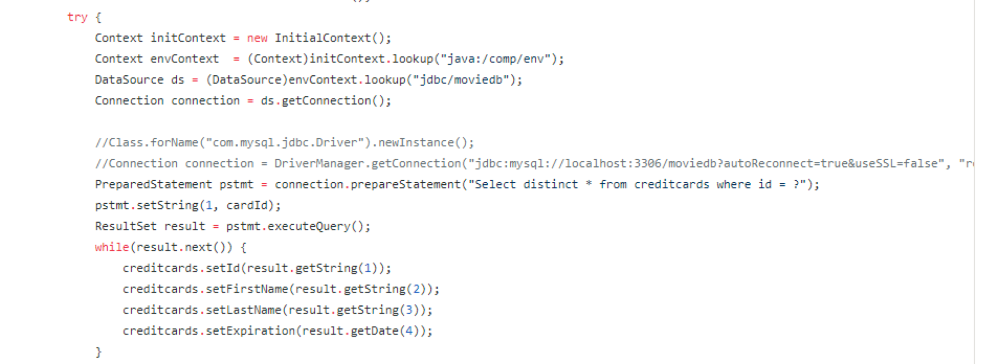 try {
Context initContext = new InitialContext();
Context envContext  = (Context)initContext.lookup("java:/comp/env");
DataSource ds = (DataSource)envContext.lookup("jdbc/moviedb");
Connection connection = ds.getConnection();
//Class.forName("com.mysql.jdbc.Driver").newInstance();
//Connection connection = DriverManager.getConnection("jdbc:mysql://localhost:3306/moviedb?autoReconnect=true&useSSL=false", "r
PreparedStatement pstmt = connection.prepareStatement("Select distinct * from creditcards where id = ?");
pstmt.setString(1, cardId);
ResultSet result = pstmt.executeQuery();
while(result.next()) {
creditcards.setId(result.getString(1));
creditcards.setFirstName(result.getString(2));
creditcards.setLastName(result.getString(3));
creditcards.setExpiration(result.getDate(4));
}